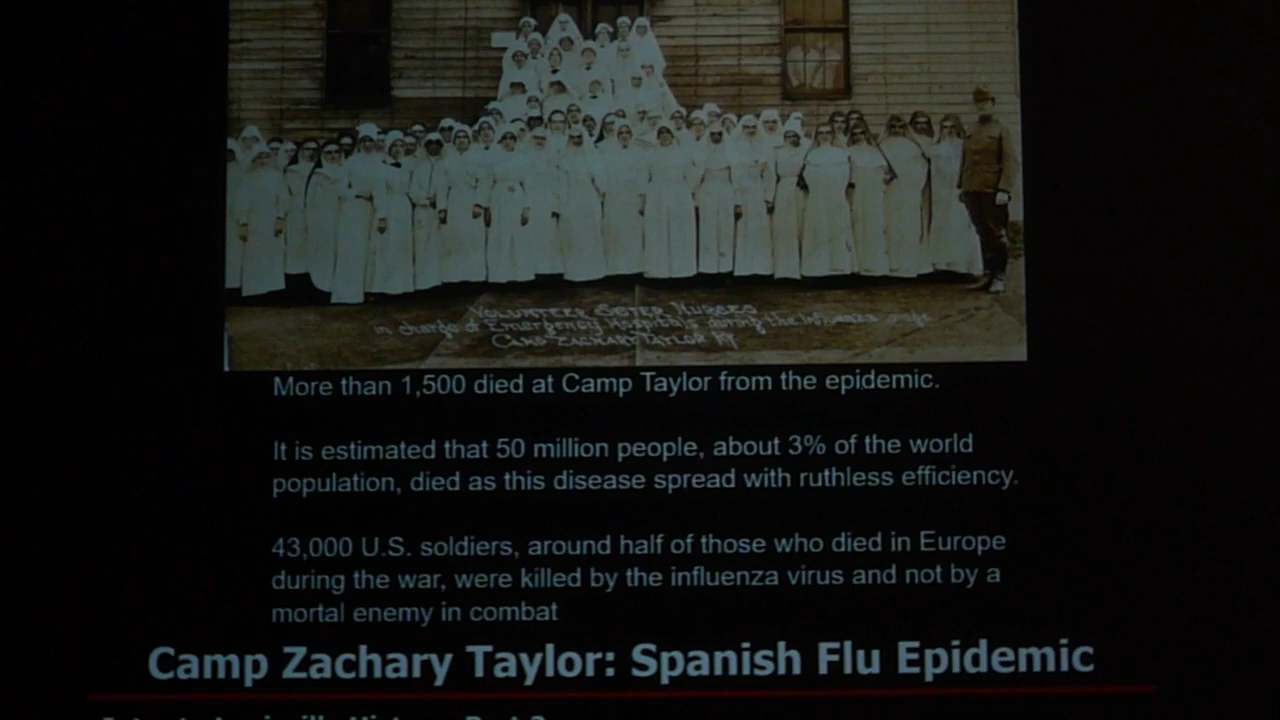 VOLUNTEER SISTER NURSES
in charge of Emergency Hospitals during the Influenza
CAMP ZACHARY TAYLOR KY
More than 1,500 died at Camp Taylor from the epidemic.
It is estimated that 50 million people, about 3% of the world
population, died as this disease spread with ruthless efficiency.
43,000 U.S. soldiers, around half of those who died in Europe
during the war, were killed by the influenza virus and not by a
mortal enemy in combat
Camp Zachary Taylor: Spanish Flu Epidemic